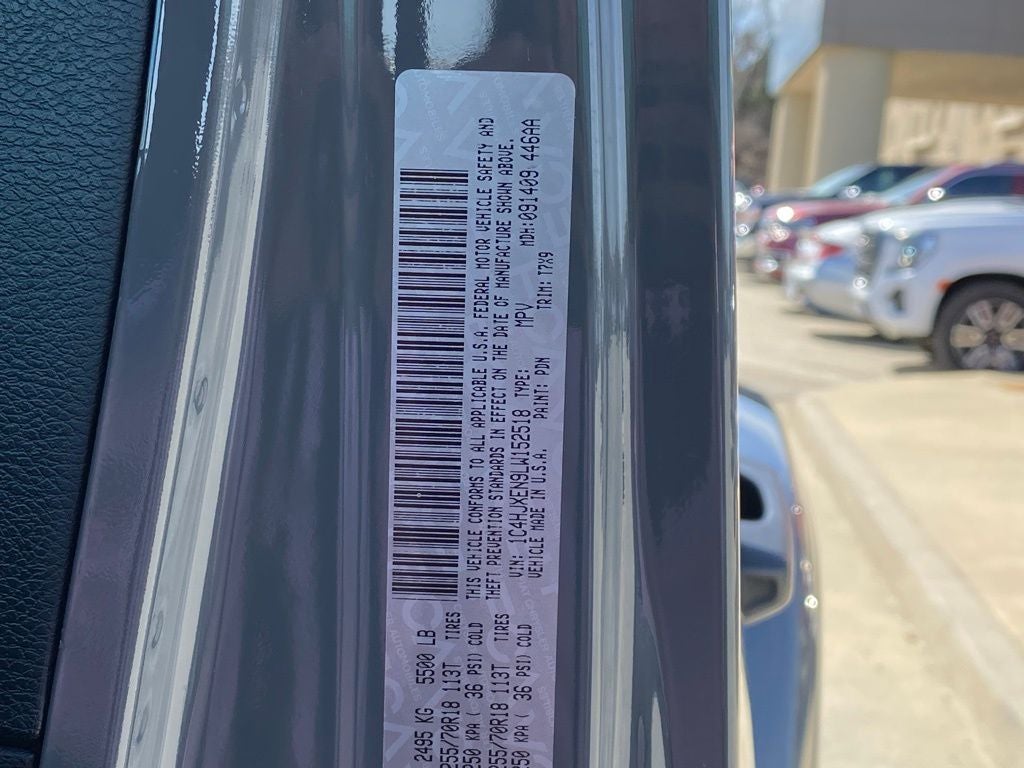 2495 KG 5500 LB
255/70R18 113T TIRES
250 KPA ( 36 PSI) COLD
255/70R18 113T TIRES
250 KPA ( 36 PSI) COLD
THIS VEHICLE CONFORMS TO ALL APPLICABLE U.S.A. FEDERAL MOTOR VEHICLE SAFETY AND
THEFT PREVENTION STANDARDS IN EFFECT ON THE DATE OF MANUFACTURE SHOWN ABOVE.
VIN: 1C4HJXEN9LW152518 TYPE: MPV MDH:091409 446AA
VEHICLE MADE IN U.S.A. PAINT: PDN TRIM: T7X9